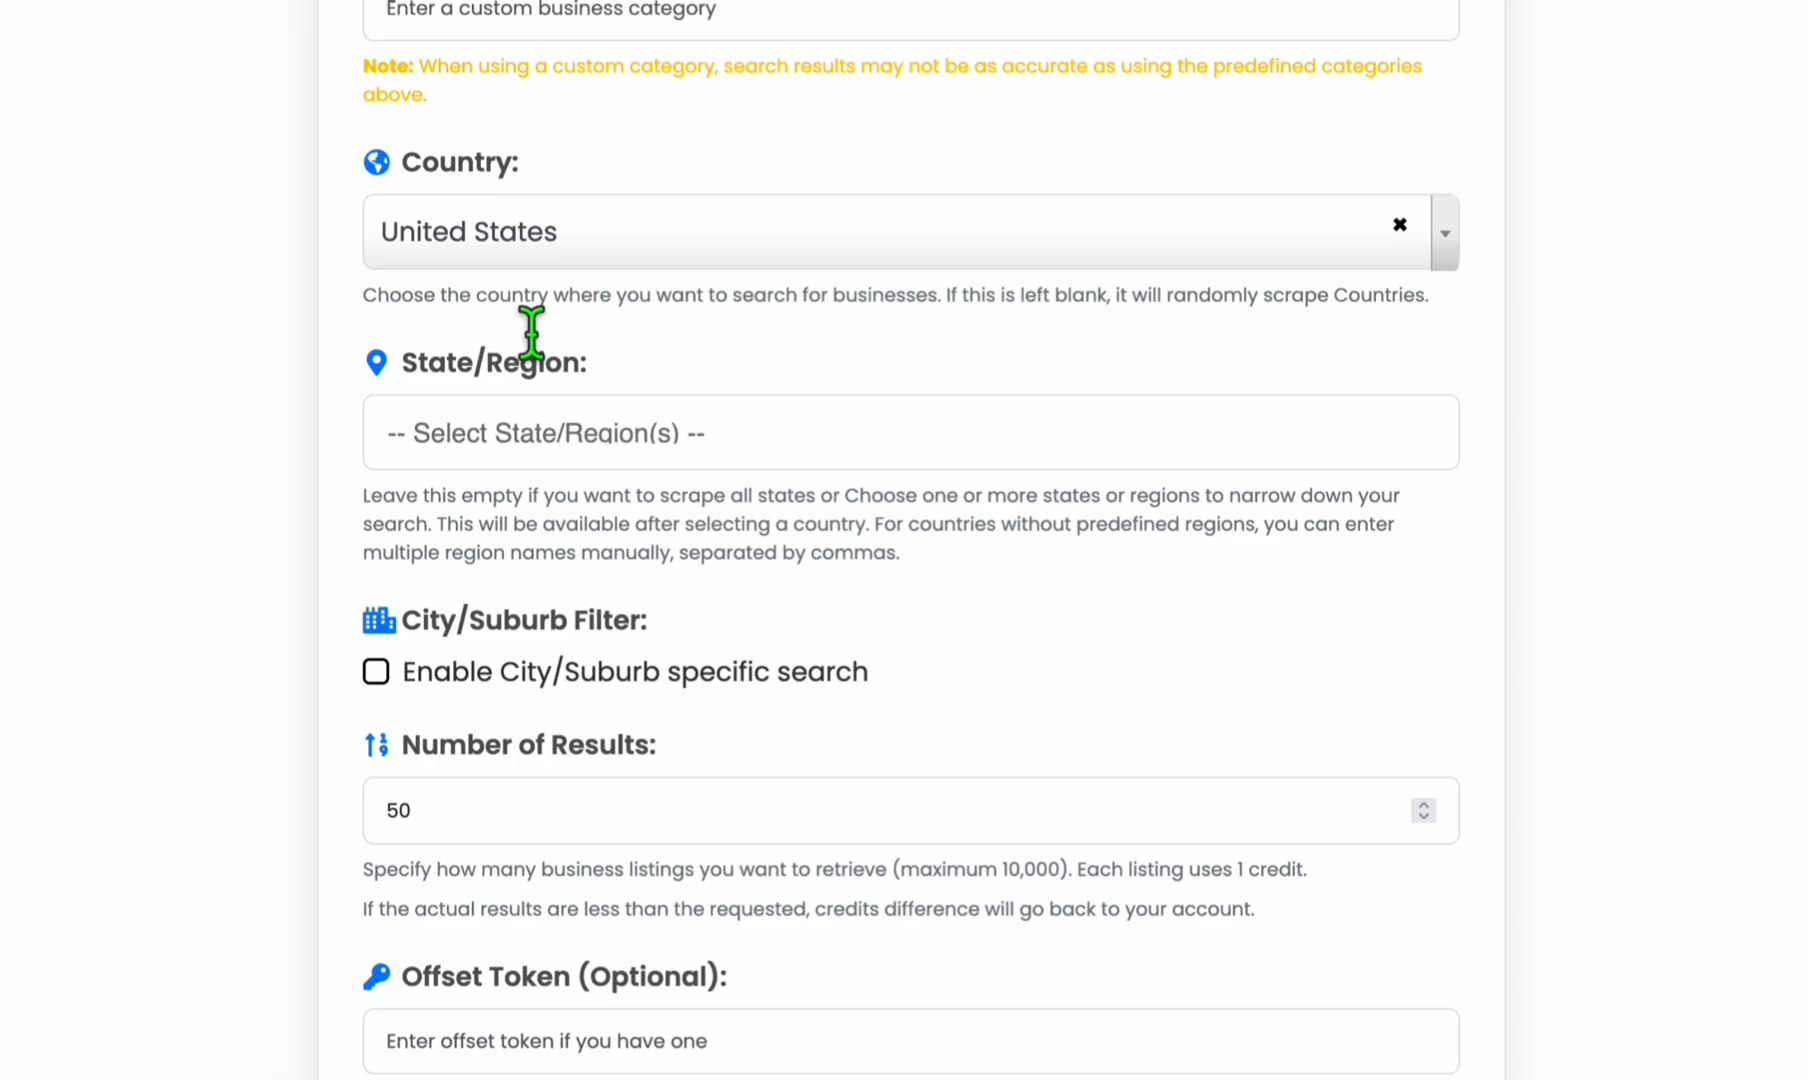 Enter a custom business category
Note: When using a custom category, search results may not be as accurate as using the predefined categories
above.
Country:
United States
Choose the country where you want to search for businesses. If this is left blank, it will randomly scrape Countries.
State/Region:
-- Select State/Region(s) --
Leave this empty if you want to scrape all states or Choose one or more states or regions to narrow down your
search. This will be available after selecting a country. For countries without predefined regions, you can enter
multiple region names manually, separated by commas.
City/Suburb Filter:
Enable City/Suburb specific search
Number of Results:
50
Specify how many business listings you want to retrieve (maximum 10,000). Each listing uses 1 credit.
If the actual results are less than the requested, credits difference will go back to your account.
Offset Token (Optional):
Enter offset token if you have one